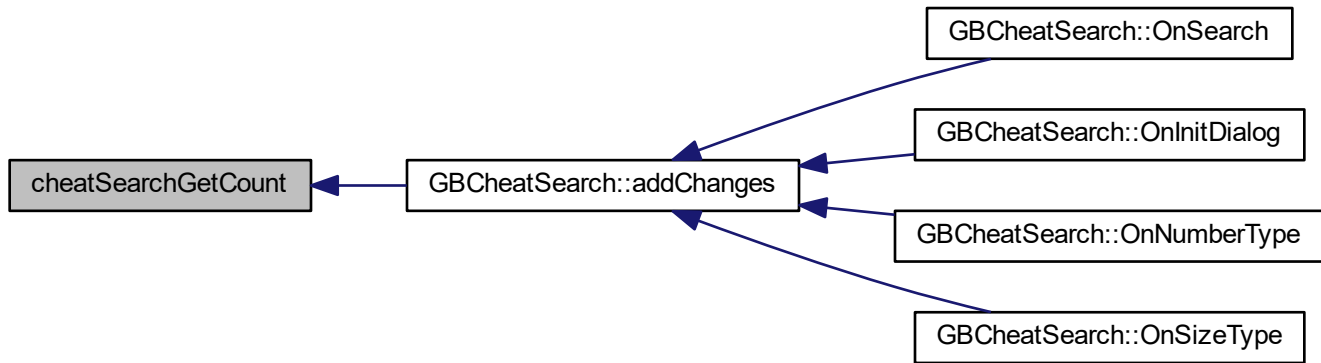 GBCheatSearch::OnSearch
GBCheatSearch::OnInitDialog
cheatSearchGetCount
GBCheatSearch::addChanges
GBCheatSearch::OnNumberType
GBCheatSearch::OnSizeType